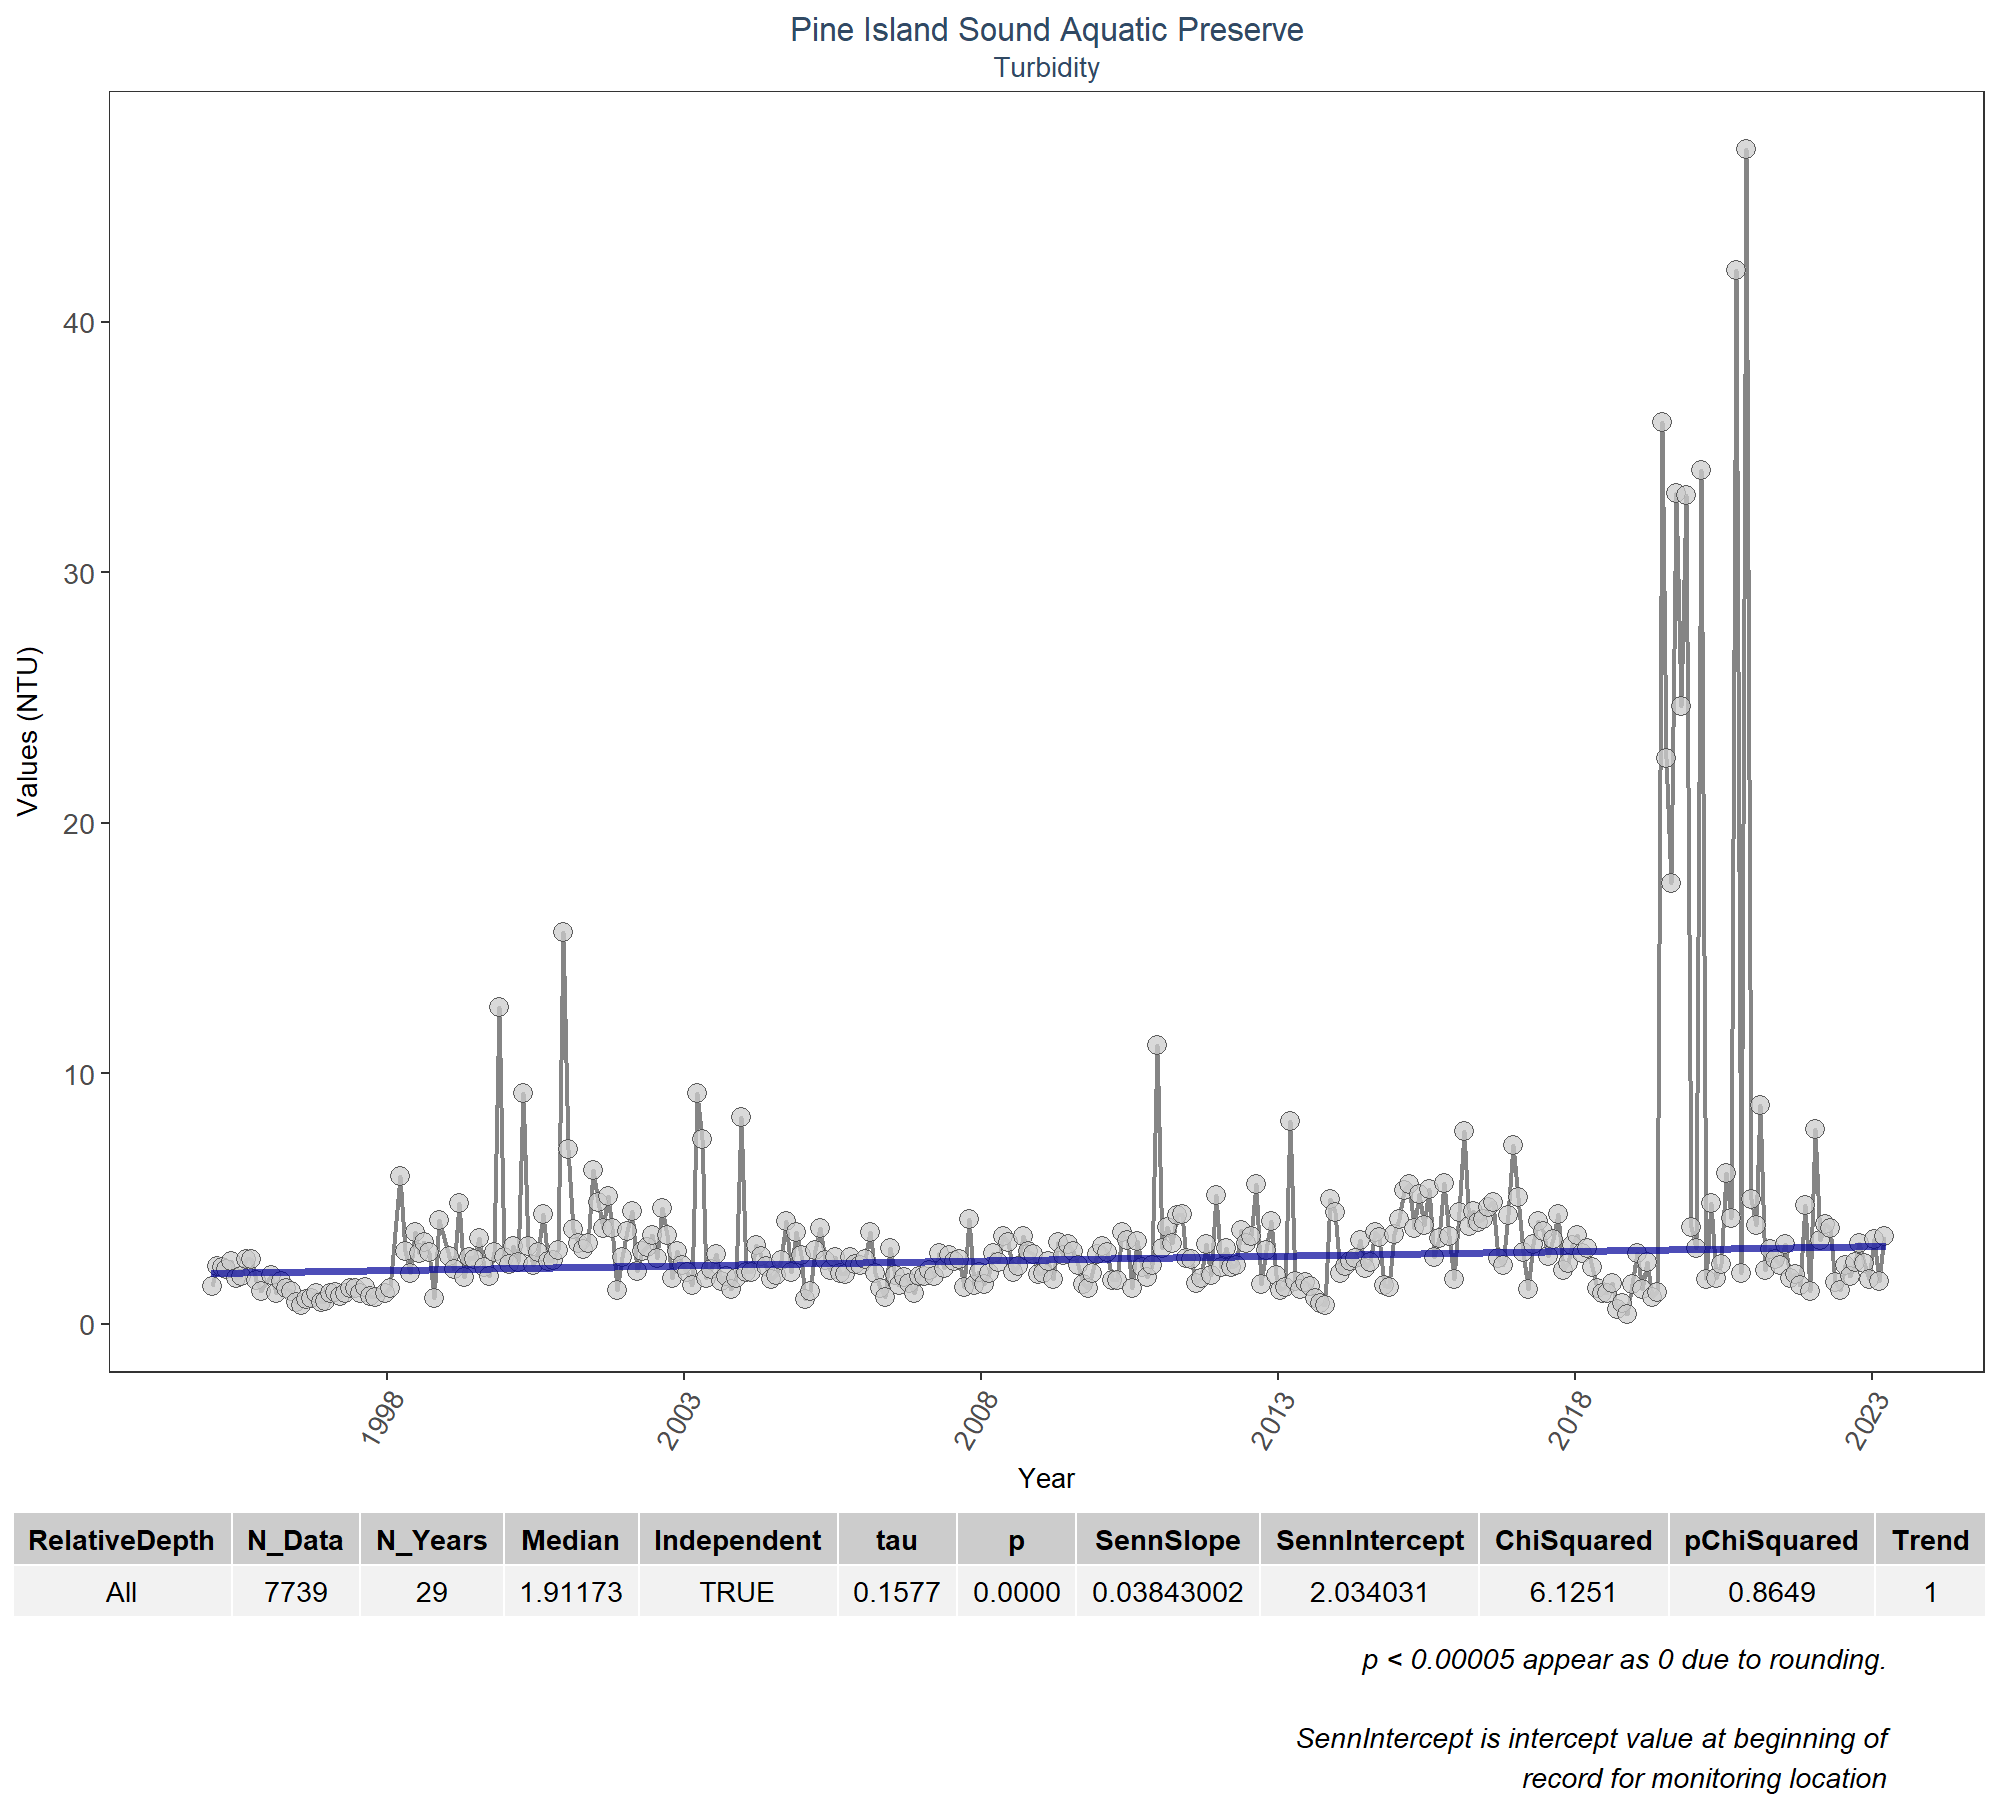 Pine Island Sound Aquatic Preserve
Turbidity
Values (NTU)
40
30
20
10
0
1998 2003 2008 2013 2018 2023
Year
RelativeDepth N_Data N_Years Median Independent tau p SennSlope SennIntercept ChiSquared pChiSquared Trend
All 7739 29 1.91173 TRUE 0.1577 0.0000 0.03843002 2.034031 6.1251 0.8649 1
p < 0.00005 appear as 0 due to rounding.
SennIntercept is intercept value at beginning of
record for monitoring location